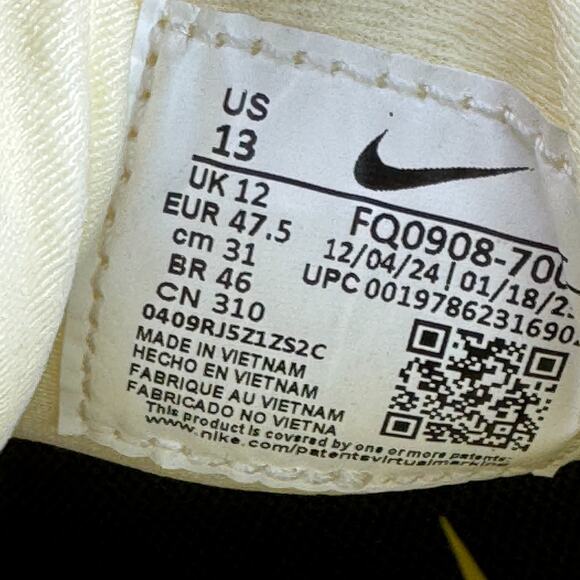 US
13
UK 12
EUR 47.5
cm 31
BR 46
CN 310
FQ0908-70
12/04/24 | 01/18/2
UPC 0019786231690
0409RJ5Z1ZS2C
MADE IN VIETNAM
HECHO EN VIETNAM
FABRIQUE AU VIETNAM
FABRICADO NO VIETNA
This product is covered by one or more patents:
www.nike.com/patentsvirtualmarking